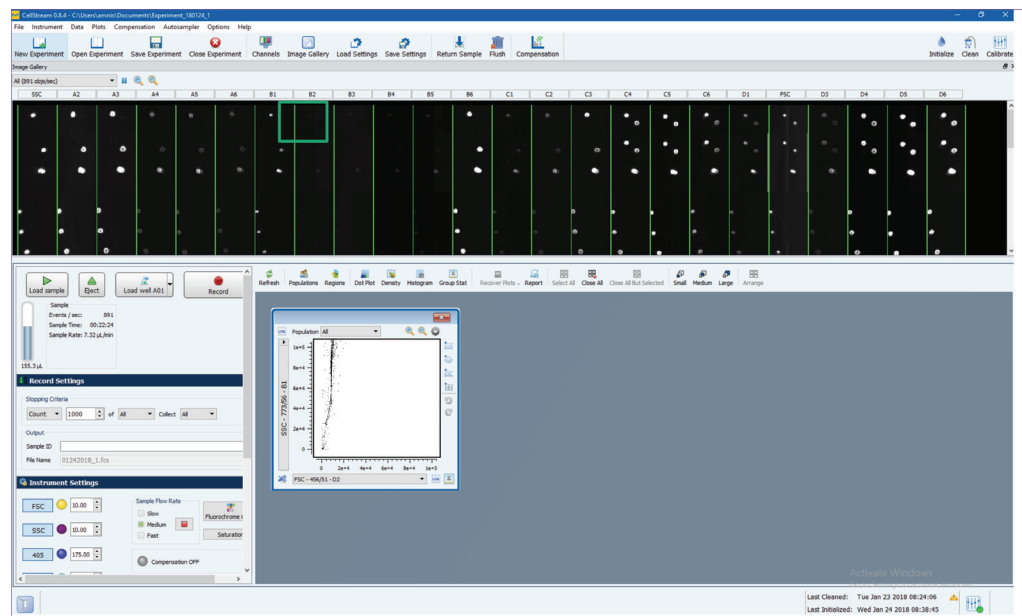 CellStream 0.8.4 - C:\Users\amnis\Documents\Experiment_180124_1
File Instrument Data Plots Compensation Autosampler Options Help
New Experiment Open Experiment Save Experiment Close Experiment Channels Image Gallery Load Settings Save Settings Return Sample Flush Compensation Initialize Clean Calibrate
Image Gallery
All (891 objs/sec)
SSC A2 A3 A4 A5 A6 B1 B2 B3 B4 B5 B6 C1 C2 C3 C4 C5 C6 D1 FSC D3 D4 D5 D6
Load sample Eject Load well A01 Record
Refresh Populations Regions Dot Plot Density Histogram Group Stat Recover Plots Report Select All Close All Close All But Selected Small Medium Large Arrange
Sample
Events / sec: 891
Sample Time: 00:22:24
Sample Rate: 7.32 µL/min
155.3 µL
Record Settings
Stopping Criteria
Count 1000 of All Collect All
Output
Sample ID
File Name 01242018_1.fcs
Instrument Settings
FSC 10.00
SSC 10.00
405 175.00
Sample Flow Rate
Slow
Medium
Fast
Fluorochrome
Saturation
Compensation OFF
Population All
SSC - 773/56 - B1
1e+5
8e+4
6e+4
4e+4
2e+4
0
0 2e+4 4e+4 6e+4 8e+4 1e+5
FSC - 456/51 - D2
Activate Windows
Last Cleaned: Tue Jan 23 2018 08:24:06
Last Initialized: Wed Jan 24 2018 08:38:45